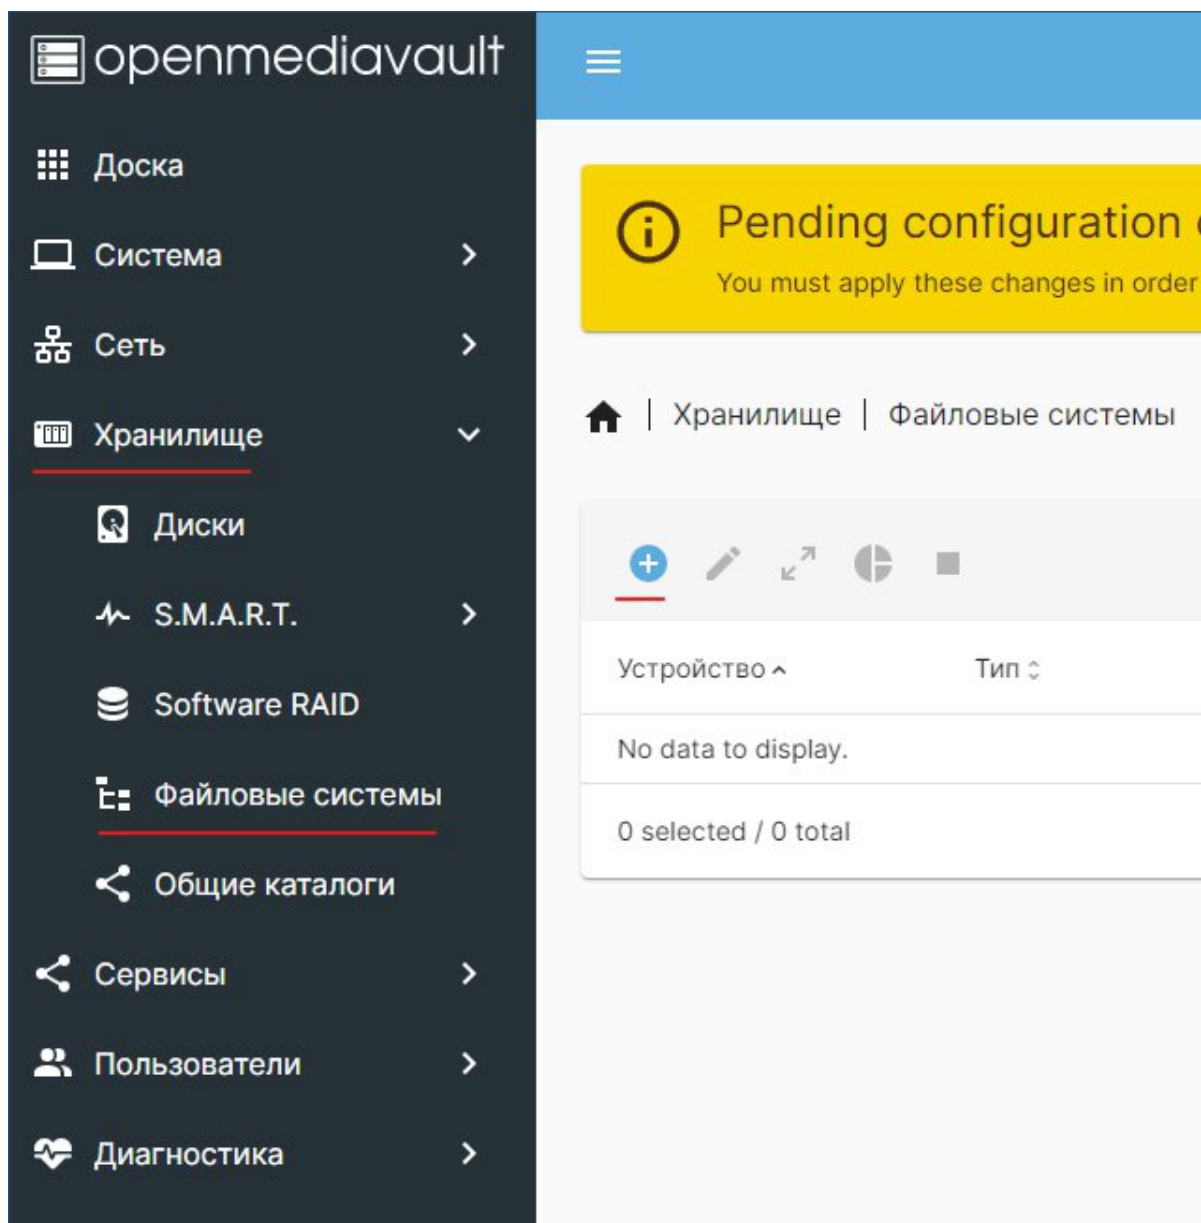 openmediavault
Доска
Система
Сеть
Хранилище
Диски
S.M.A.R.T.
Software RAID
Файловые системы
Общие каталоги
Сервисы
Пользователи
Диагностика
Pending configuration
You must apply these changes in order
Хранилище | Файловые системы
Устройство Тип
No data to display.
0 selected / 0 total